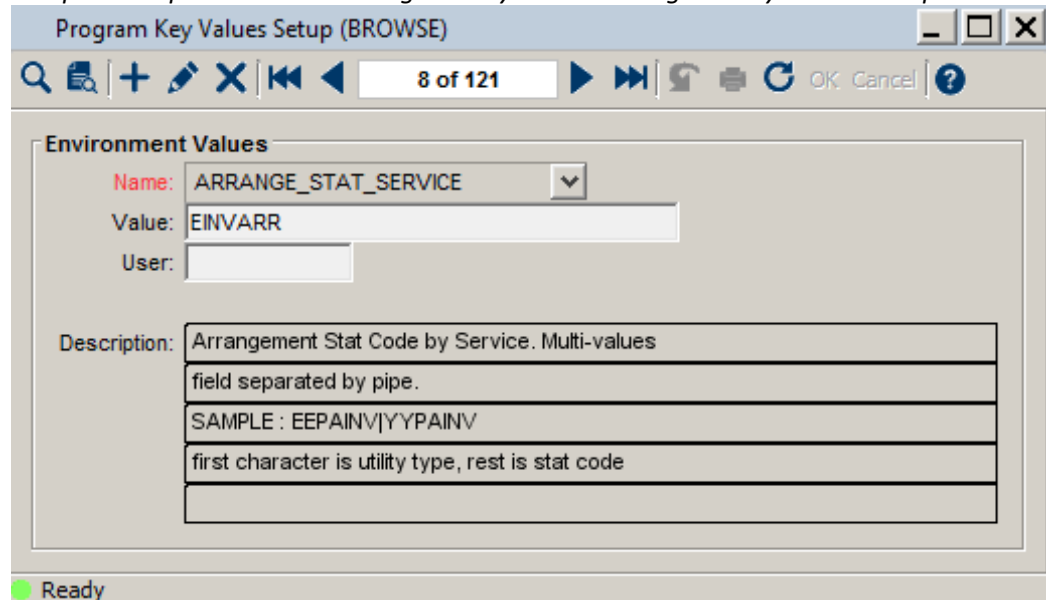 Program Key Values Setup (BROWSE)
8 of 121 OK Cancel
Environment Values
Name: ARRANGE_STAT_SERVICE
Value: EINVARR
User:
Description: Arrangement Stat Code by Service. Multi-values
field separated by pipe.
SAMPLE : EEPAINV|YYPAINV
first character is utility type, rest is stat code
Ready